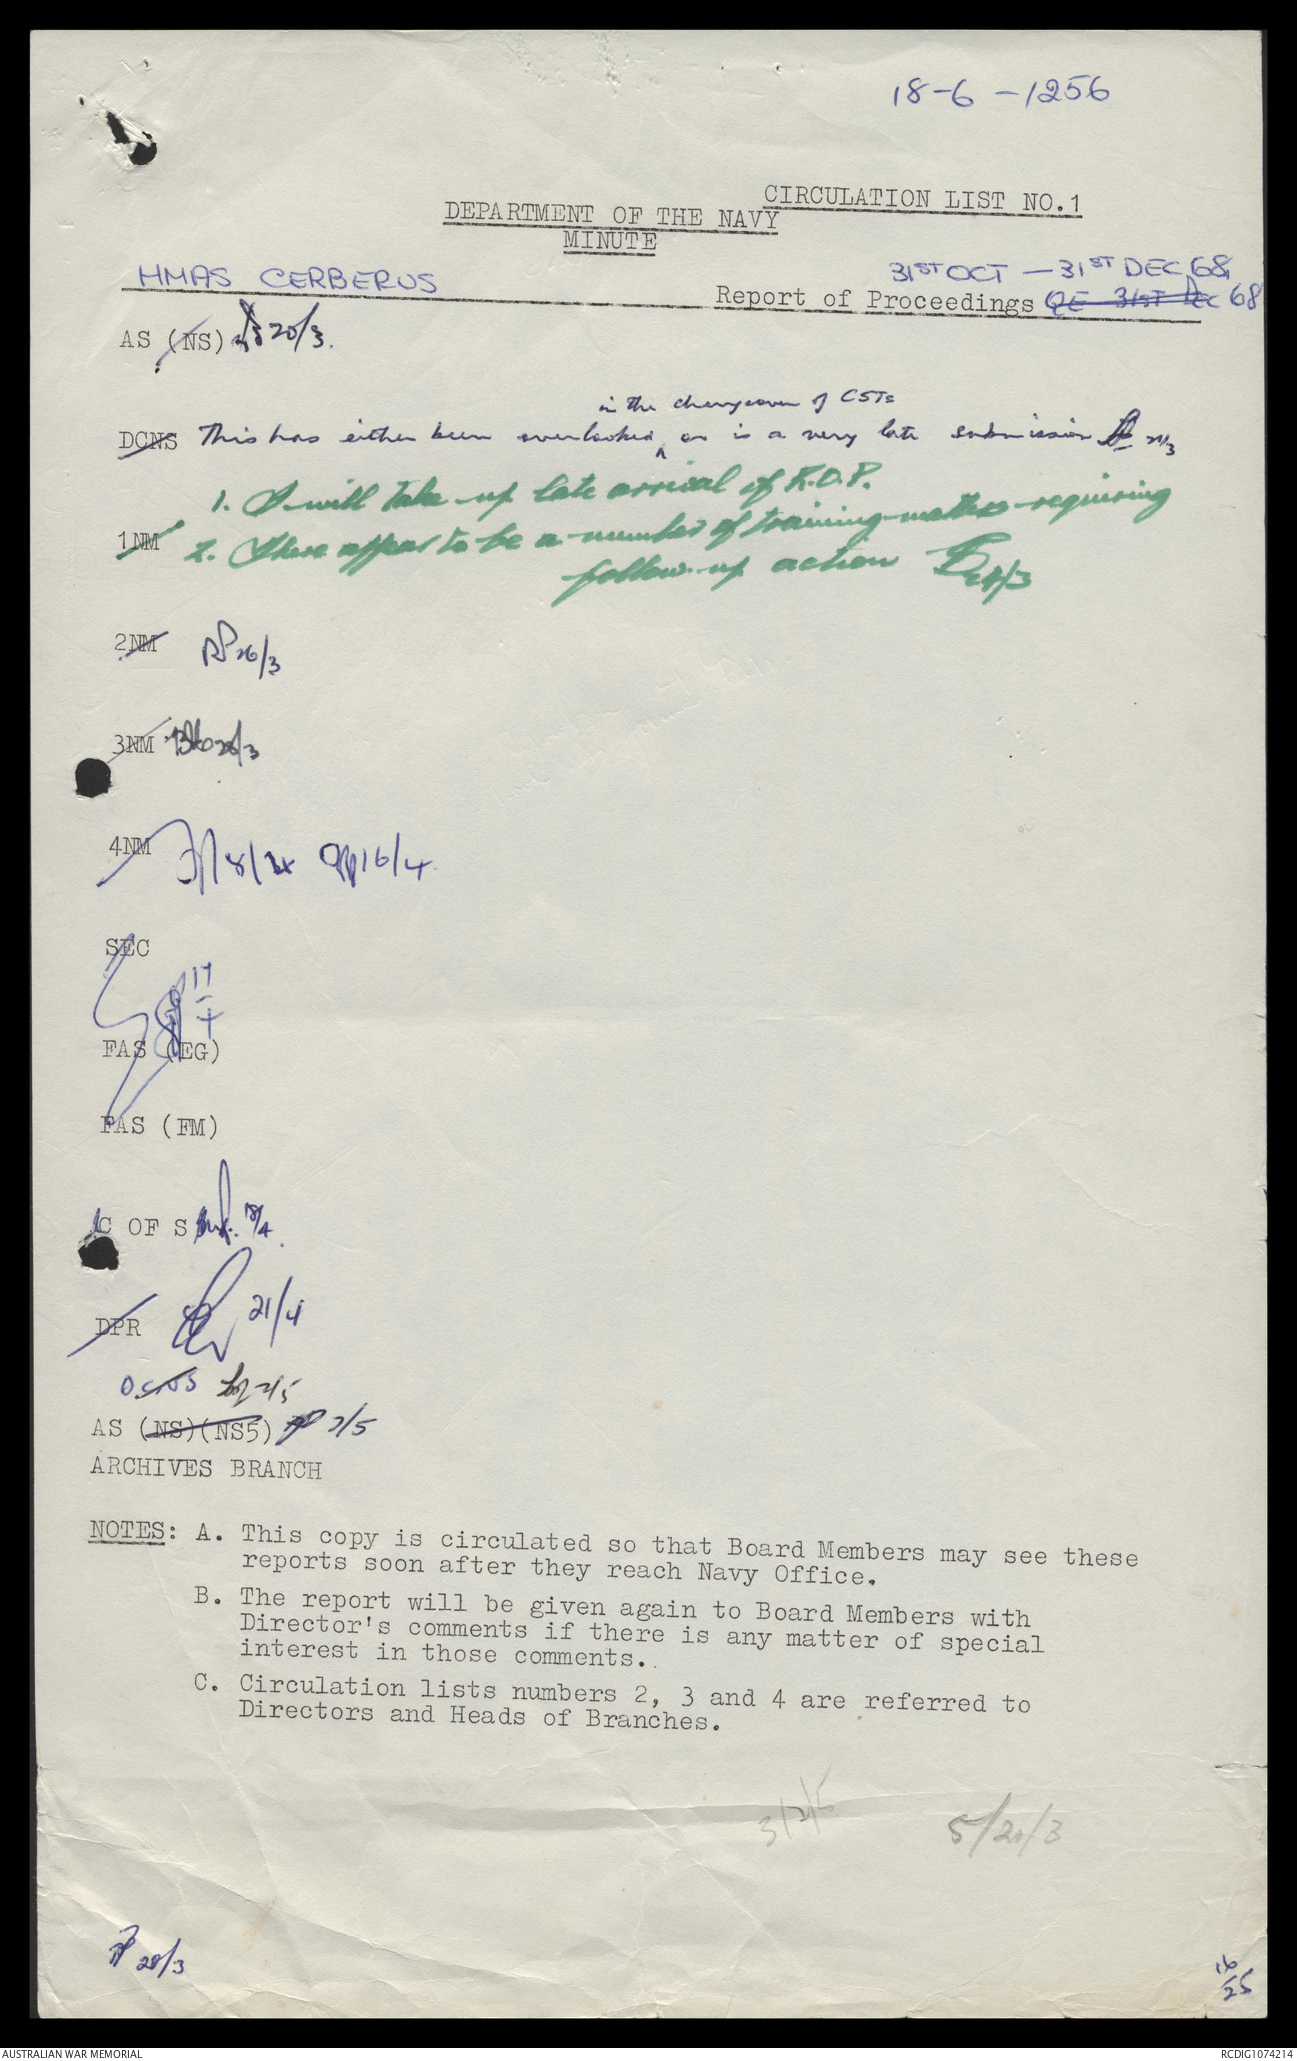 18-6-1256
CIRCULATION LIST NO.1
DEPARTMENT OF THE NAVY
MINUTE
HMAS CERBERUS
31ST OCT - 31ST DEC 68
Report of Proceedings QE 31ST DEC 68
AS (NS) 20/3.
in the changeover of CSTs
DCNS This has either been overlooked, or is a very late submission 21/3
1. I will take up late arrival of R.O.P.
1NM 2. There appear to be a number of training matters requiring
follow-up action 24/3
2NM 26/3
3NM 26/3
4NM 16/4
SEC
17
4
FAS (EG)
FAS (FM)
C OF S 18/4
DPR 21/4
DCNS 2/5
AS (NS)(NS5) 2/5
ARCHIVES BRANCH
NOTES: A. This copy is circulated so that Board Members may see these
reports soon after they reach Navy Office.
B. The report will be given again to Board Members with
Director's comments if there is any matter of special
interest in those comments.
C. Circulation lists numbers 2, 3 and 4 are referred to
Directors and Heads of Branches.
5/20/3
28/3
16
25
AUSTRALIAN WAR MEMORIAL
RCDIG1074214